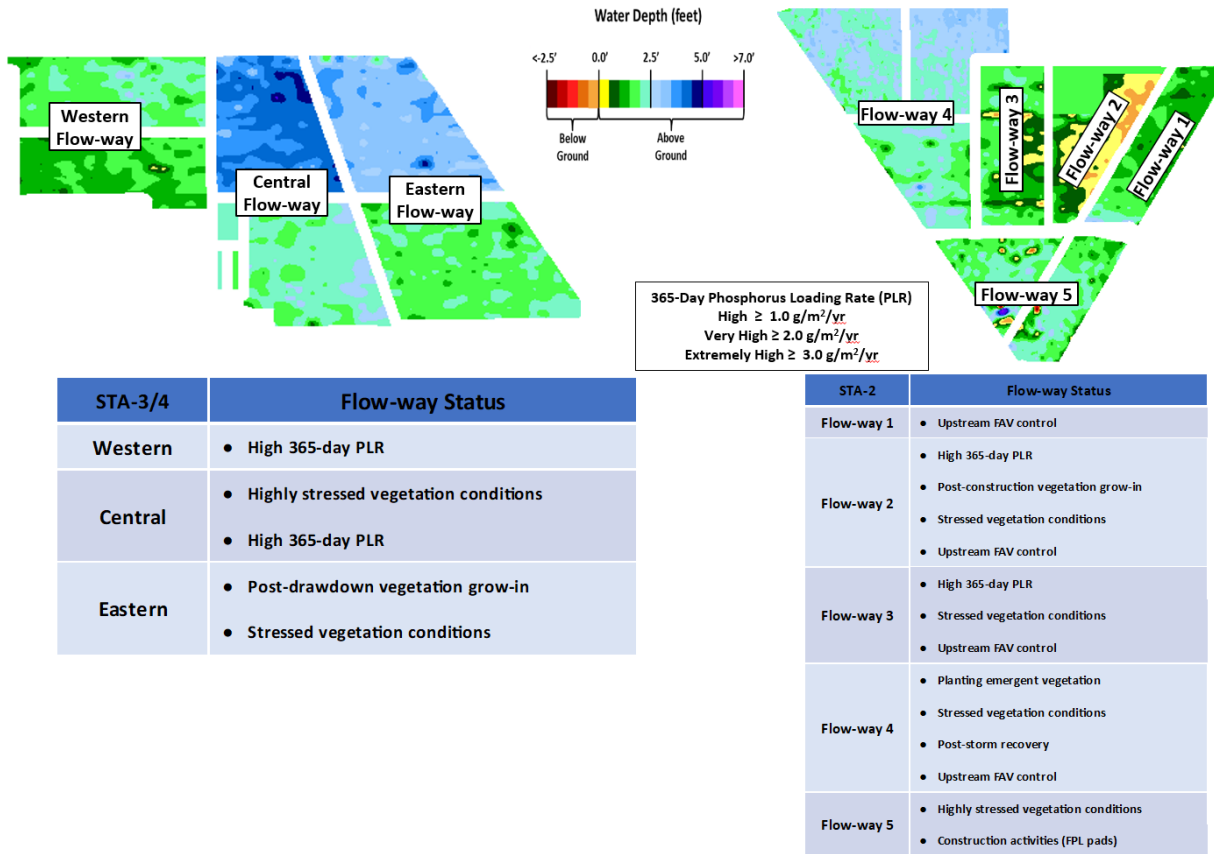 Water Depth (feet)
<-2.5' 0.0' 2.5' 5.0' >7.0'
Below
Ground
Above
Ground
Western
Flow-way
Central
Flow-way
Eastern
Flow-way
Flow-way 4
Flow-way 3
Flow-way 2
Flow-way 1
Flow-way 5
365-Day Phosphorus Loading Rate (PLR)
High ≥ 1.0 g/m²/yr
Very High ≥ 2.0 g/m²/yr
Extremely High ≥ 3.0 g/m²/yr
STA-3/4 Flow-way Status
Western
● High 365-day PLR
Central
● Highly stressed vegetation conditions
● High 365-day PLR
Eastern
● Post-drawdown vegetation grow-in
● Stressed vegetation conditions
STA-2 Flow-way Status
Flow-way 1
● Upstream FAV control
Flow-way 2
● High 365-day PLR
● Post-construction vegetation grow-in
● Stressed vegetation conditions
● Upstream FAV control
Flow-way 3
● High 365-day PLR
● Stressed vegetation conditions
● Upstream FAV control
Flow-way 4
● Planting emergent vegetation
● Stressed vegetation conditions
● Post-storm recovery
● Upstream FAV control
Flow-way 5
● Highly stressed vegetation conditions
● Construction activities (FPL pads)